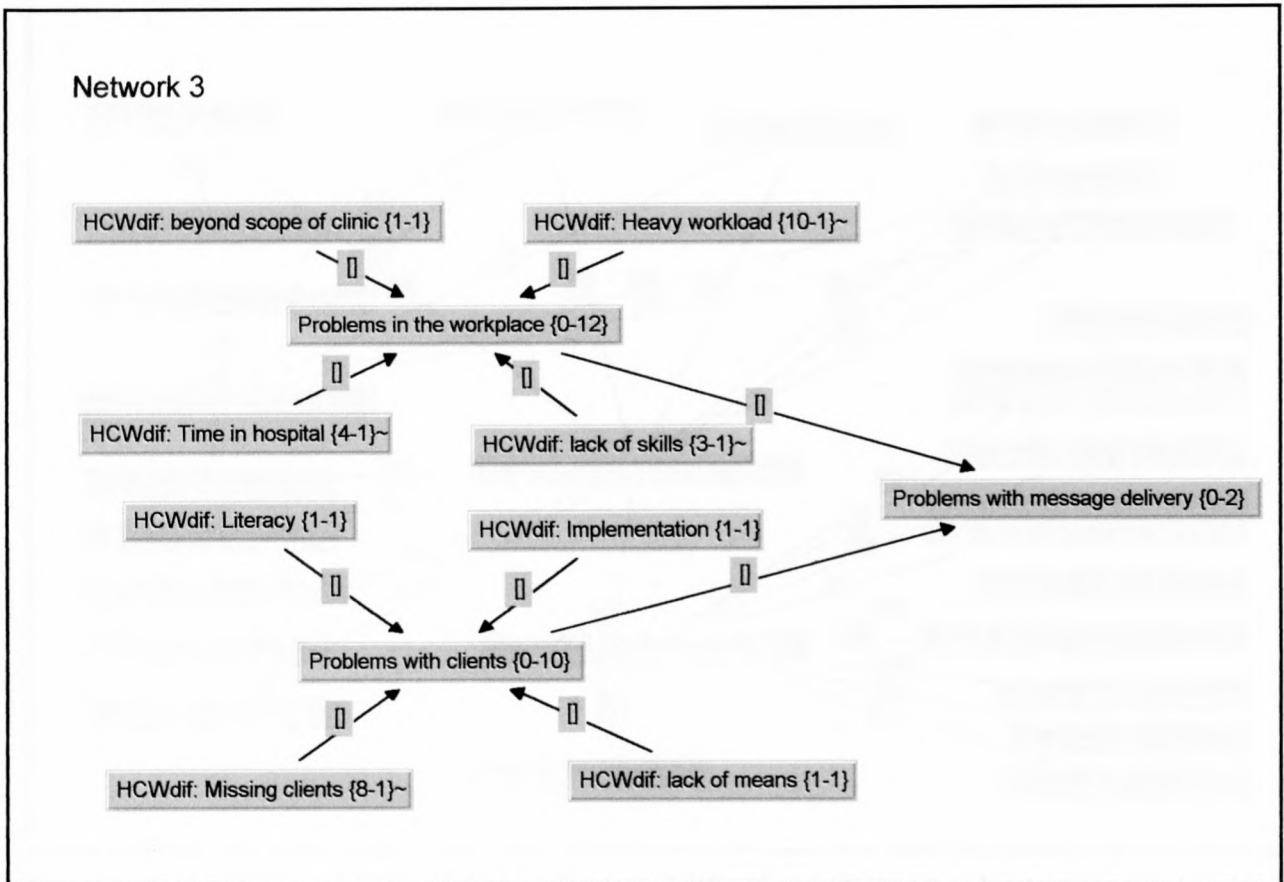 Network 3
HCWdif: beyond scope of clinic {1-1}
HCWdif: Heavy workload {10-1}~
[]
[]
Problems in the workplace {0-12}
[]
[]
[]
HCWdif: Time in hospital {4-1}~
HCWdif: lack of skills {3-1}~
Problems with message delivery {0-2}
HCWdif: Literacy {1-1}
HCWdif: Implementation {1-1}
[]
[]
[]
Problems with clients {0-10}
[]
[]
HCWdif: Missing clients {8-1}~
HCWdif: lack of means {1-1}